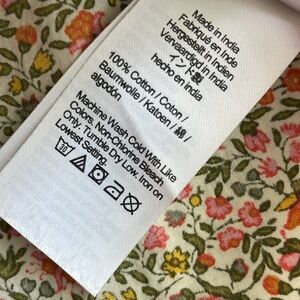 Made in India
Fabriqué en Inde
Hergestellt in Indien
Vervaardigd in India
インド製
hecho en India
100% Cotton / Coton /
Baumwolle / Katoen / 綿 /
algodon
Machine Wash Cold With Like
Colors, Non-Chlorine Bleach
Only, Tumble Dry Low. Iron on
Lowest Setting.